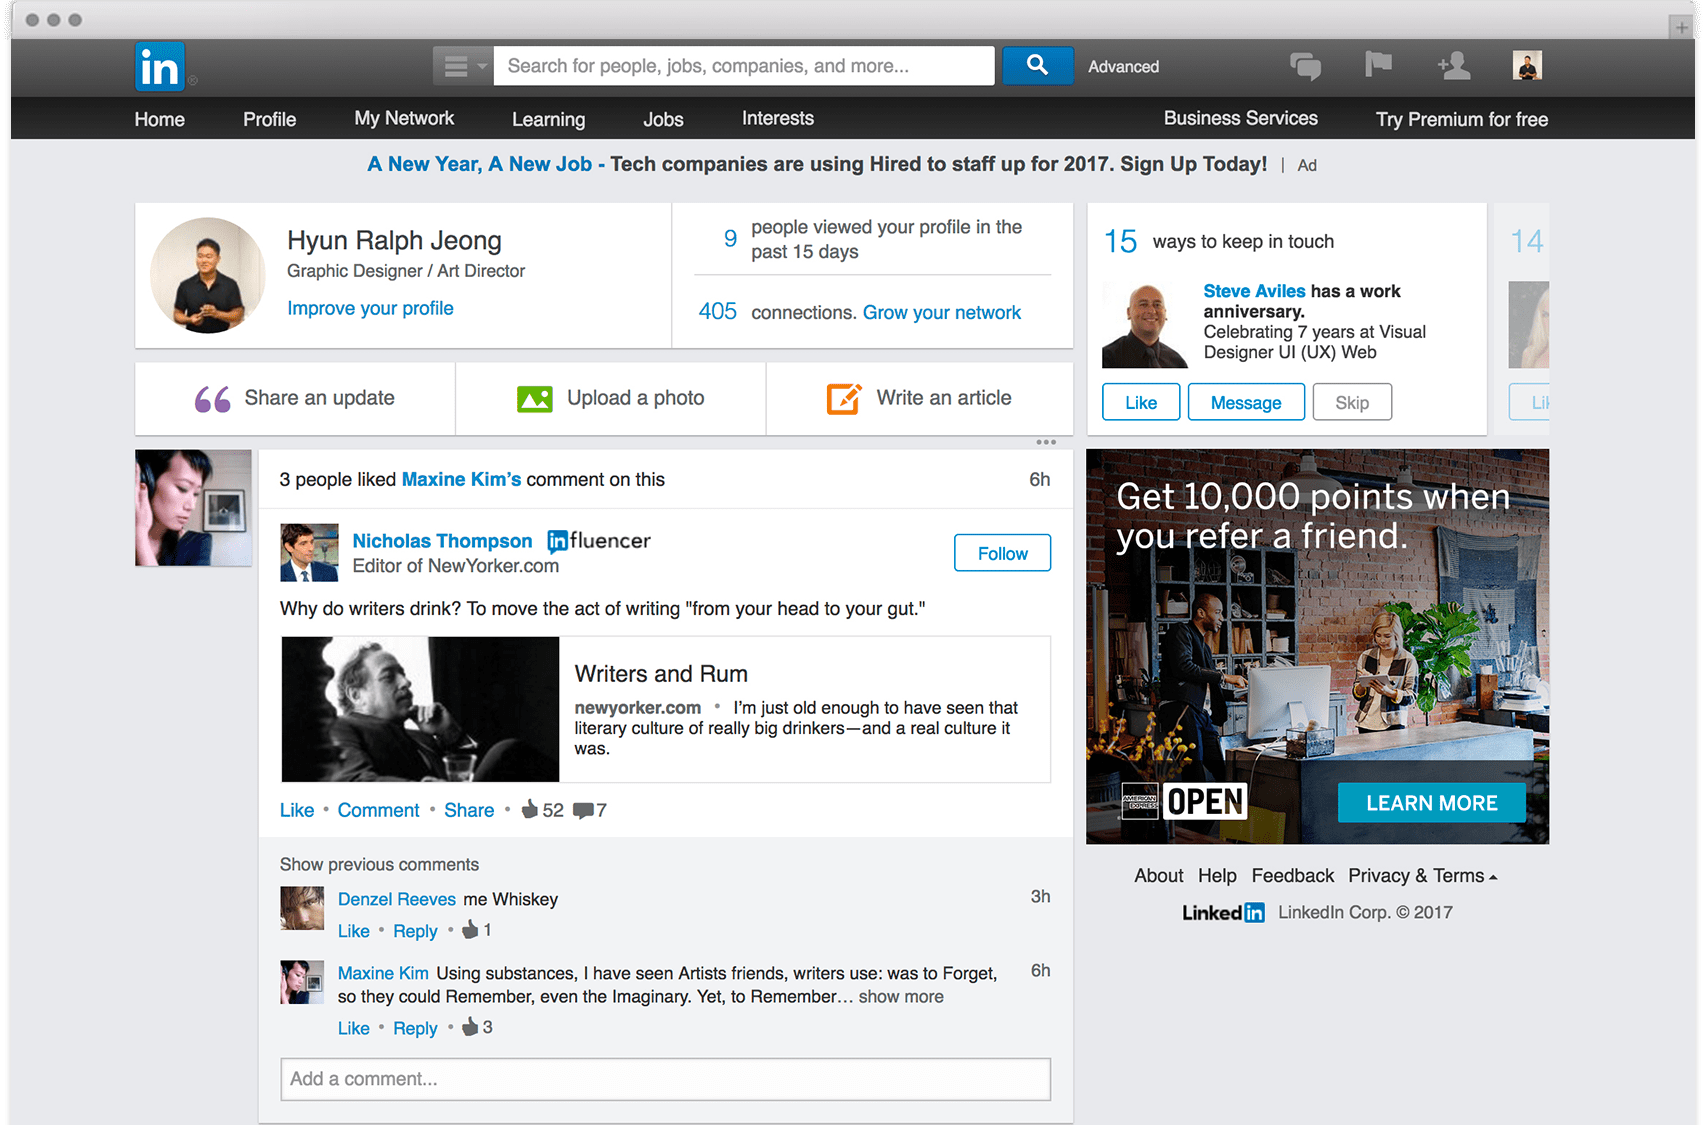 in
Search for people, jobs, companies, and more...
Advanced
Home
Profile
My Network
Learning
Jobs
Interests
Business Services
Try Premium for free
A New Year, A New Job - Tech companies are using Hired to staff up for 2017. Sign Up Today! | Ad
Hyun Ralph Jeong
Graphic Designer / Art Director
Improve your profile
9 people viewed your profile in the
past 15 days
405 connections. Grow your network
15 ways to keep in touch
Steve Aviles has a work
anniversary.
Celebrating 7 years at Visual
Designer UI (UX) Web
Like
Message
Skip
14
Lik
Share an update
Upload a photo
Write an article
3 people liked Maxine Kim's comment on this
6h
Nicholas Thompson influencer
Editor of NewYorker.com
Follow
Why do writers drink? To move the act of writing "from your head to your gut."
Writers and Rum
newyorker.com • I'm just old enough to have seen that
literary culture of really big drinkers—and a real culture it
was.
Like • Comment • Share • 52 7
Show previous comments
Denzel Reeves me Whiskey
3h
Like • Reply • 1
Maxine Kim Using substances, I have seen Artists friends, writers use: was to Forget,
so they could Remember, even the Imaginary. Yet, to Remember... show more
6h
Like • Reply • 3
Add a comment...
Get 10,000 points when
you refer a friend.
AMERICAN
EXPRESS
OPEN
LEARN MORE
About Help Feedback Privacy & Terms
Linked in LinkedIn Corp. © 2017